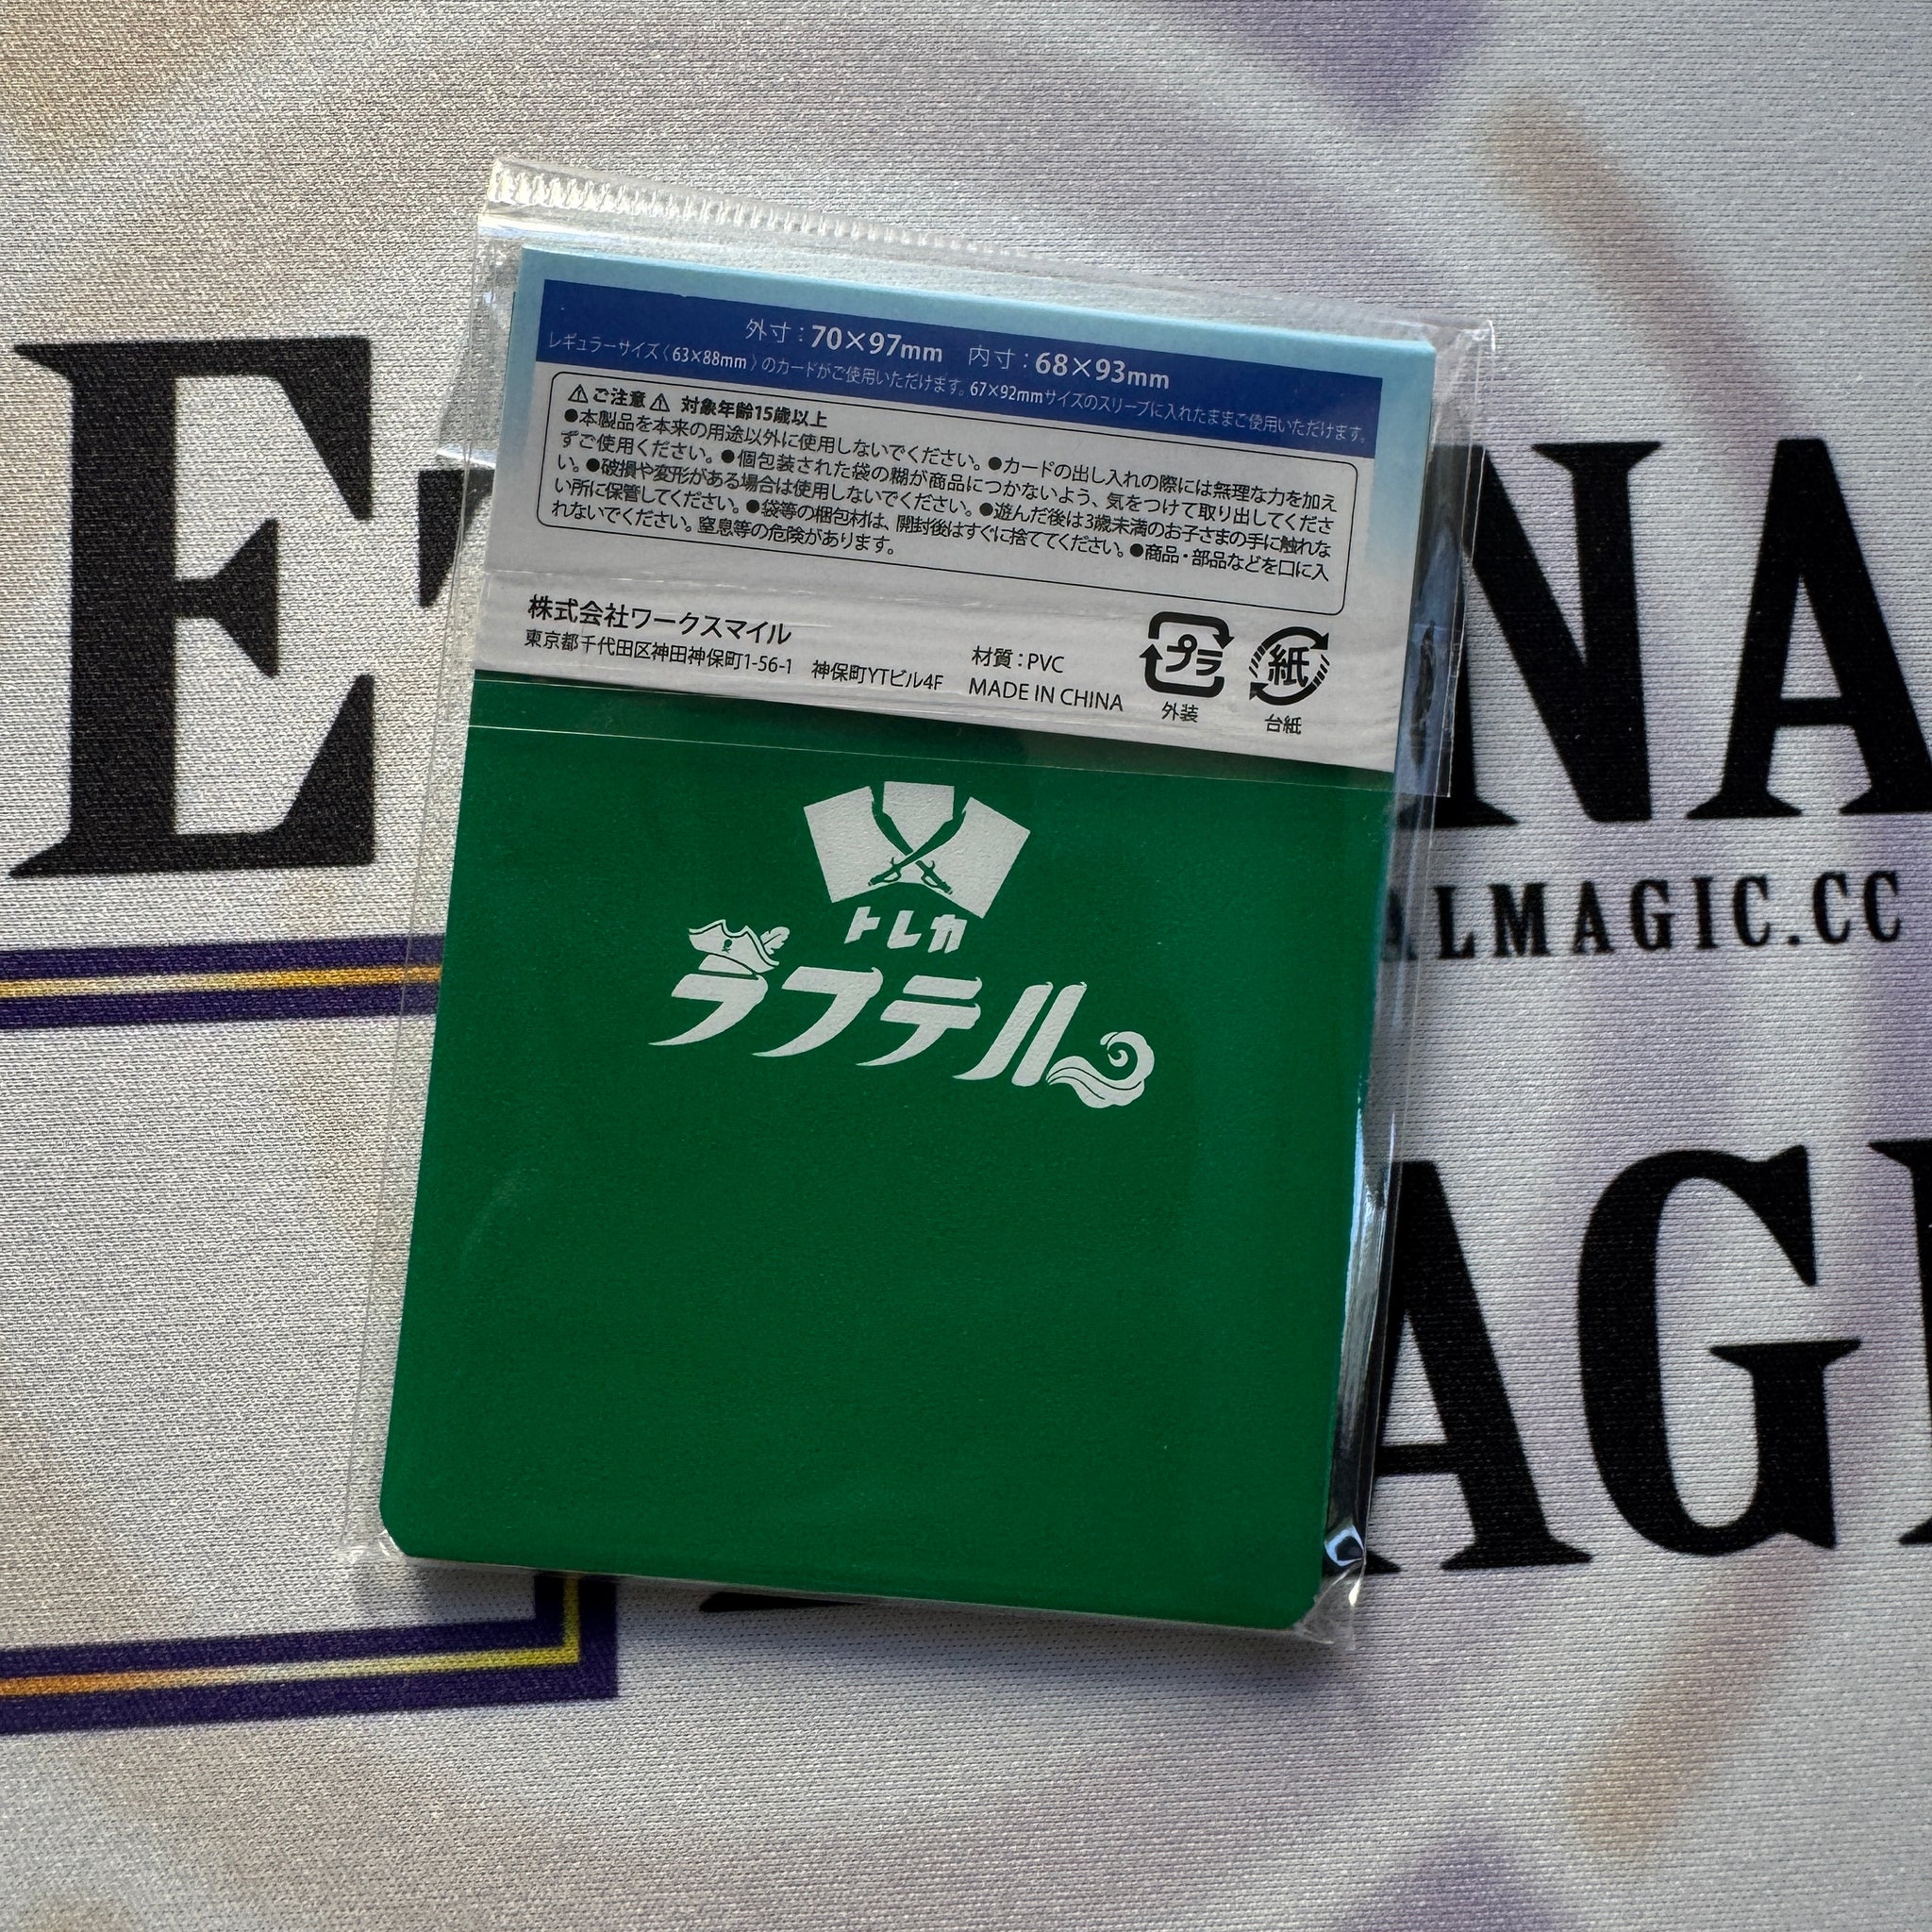 外寸：70×97mm　内寸：68×93mm
レギュラーサイズ〈63×88mm〉のカードがご使用いただけます。67×92mmサイズのスリーブに入れたままご使用いただけます。
⚠ご注意⚠ 対象年齢15歳以上
●本製品を本来の用途以外に使用しないでください。●カードの出し入れの際には無理な力を加え
ずご使用ください。●個包装された袋の糊が商品につかないよう、気をつけて取り出してくださ
い。●破損や変形がある場合は使用しないでください。●遊んだ後は3歳未満のお子さまの手に触れな
い所に保管してください。●袋等の梱包材は、開封後はすぐに捨ててください。●商品・部品などを口に入
れないでください。窒息等の危険があります。
株式会社ワークスマイル
東京都千代田区神田神保町1-56-1　神保町YTビル4F
材質：PVC
MADE IN CHINA
プラ
外装
紙
台紙
トレカ
ラフテル
NA
ALMAGIC.CC
AG